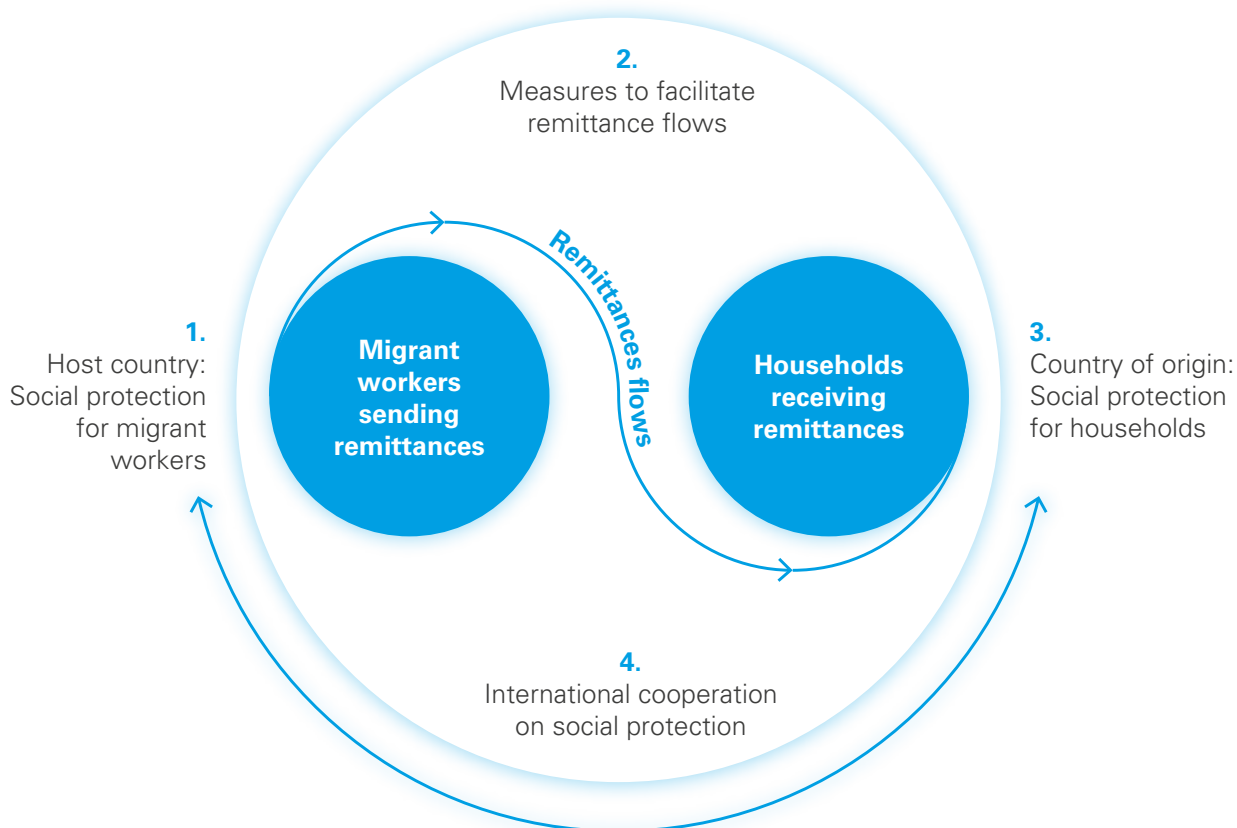 2.
Measures to facilitate
remittance flows
Remittances flows
1.
Host country:
Social protection
for migrant
workers
Migrant
workers
sending
remittances
Households
receiving
remittances
3.
Country of origin:
Social protection
for households
4.
International cooperation
on social protection